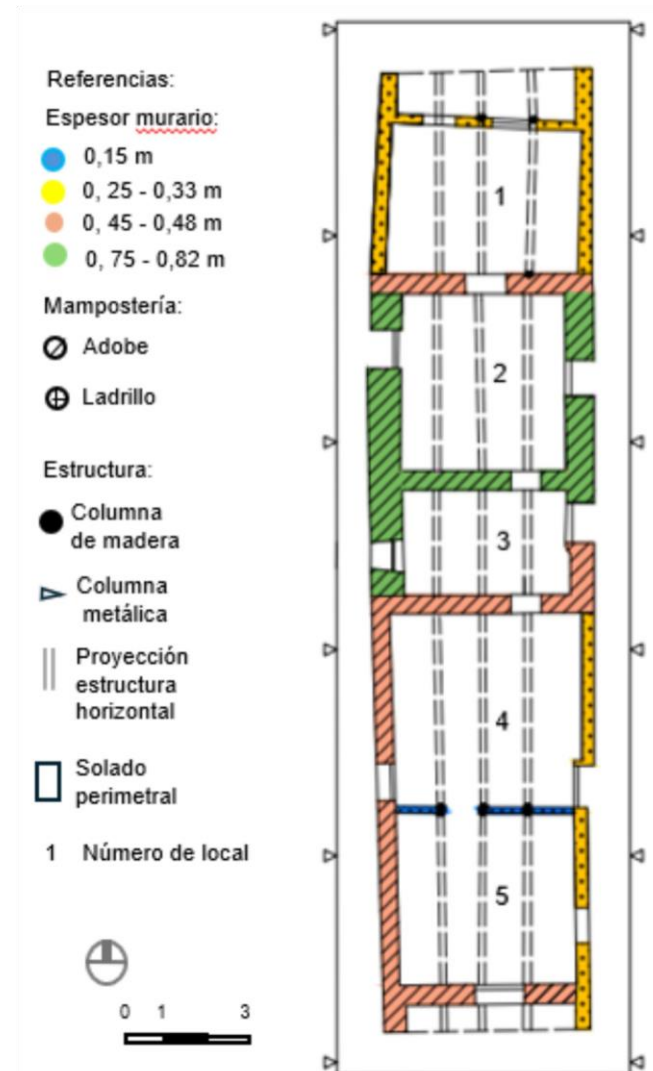 Referencias:
Espesor murario:
0,15 m
0, 25 - 0,33 m
0, 45 - 0,48 m
0, 75 - 0,82 m
Mampostería:
Adobe
Ladrillo
Estructura:
Columna
de madera
Columna
metálica
Proyección
estructura
horizontal
Solado
perimetral
1 Número de local
0 1 3
1
2
3
4
5